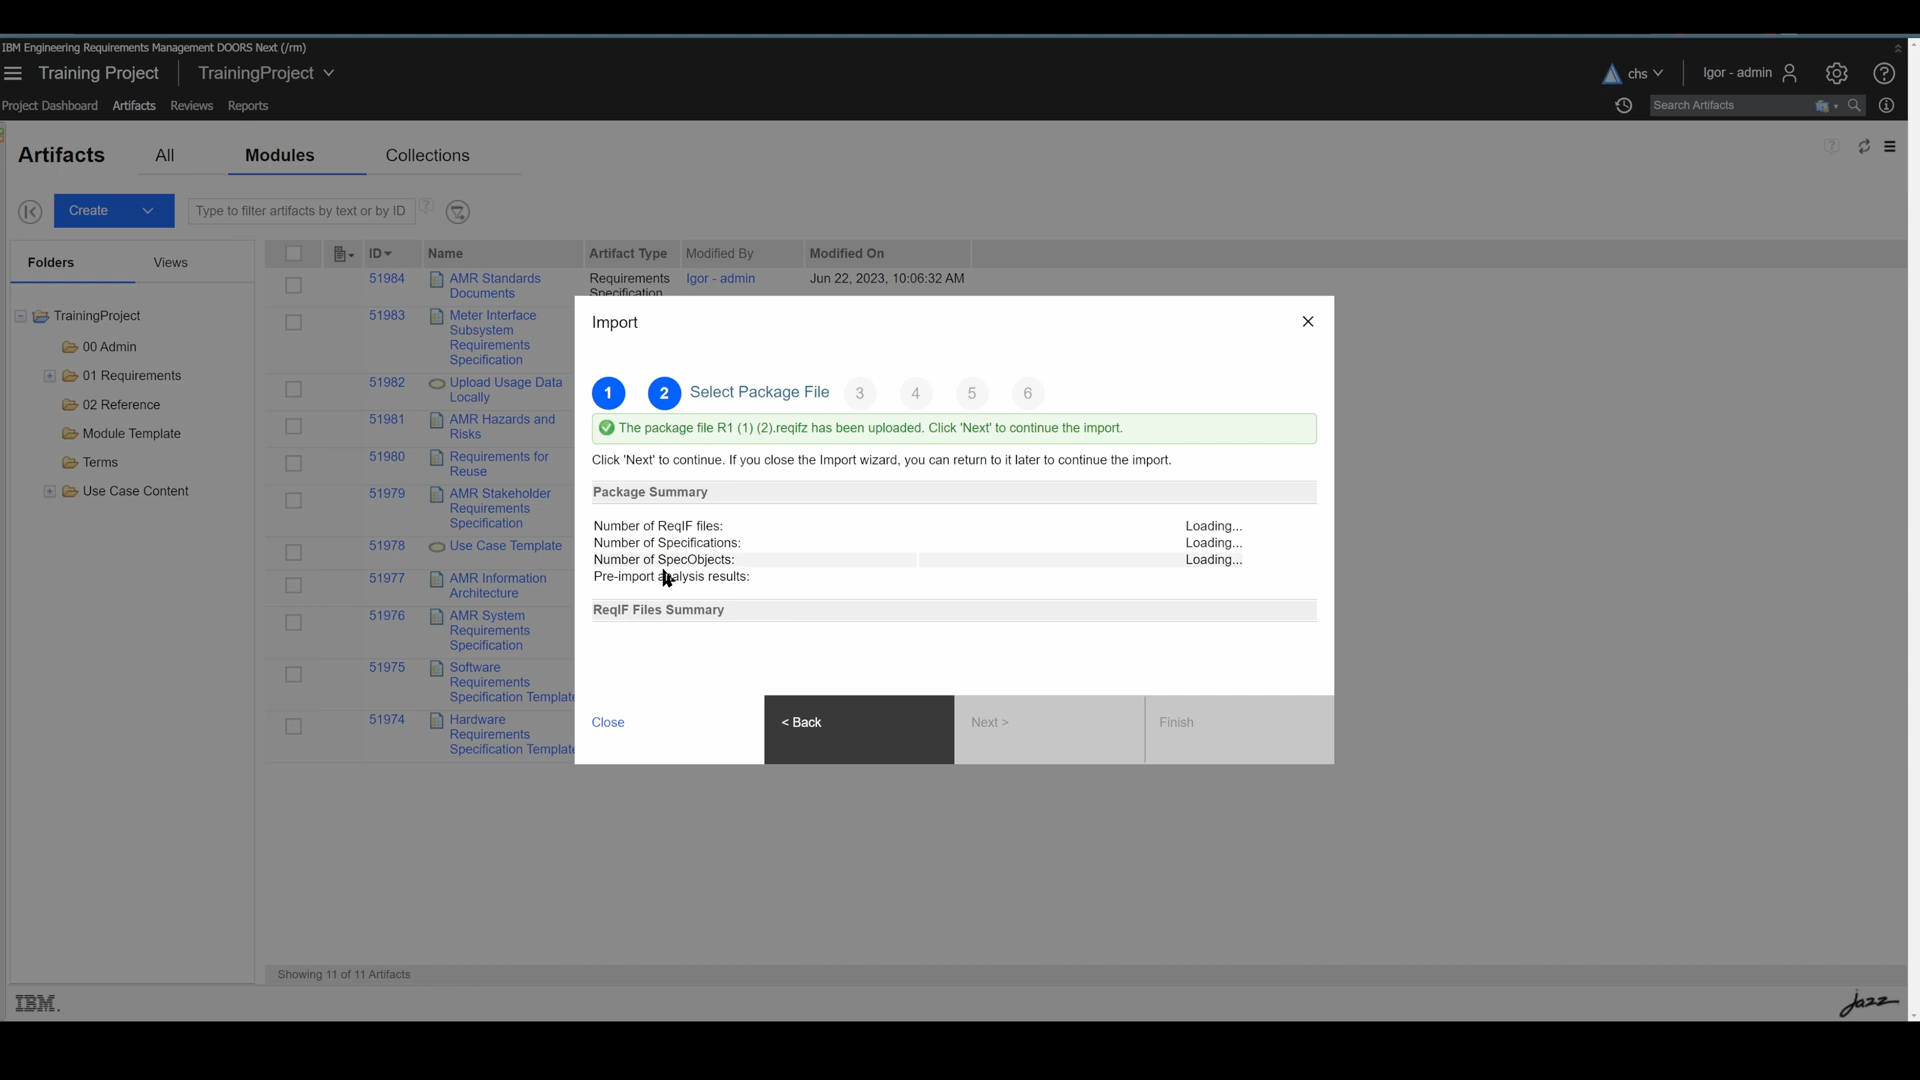 IBM Engineering Requirements Management DOORS Next (/rm)
Training Project
TrainingProject
chs
Igor - admin
Project Dashboard
Artifacts
Reviews
Reports
Search Artifacts
Artifacts
All
Modules
Collections
Create
Type to filter artifacts by text or by ID
Folders
Views
TrainingProject
00 Admin
01 Requirements
02 Reference
Module Template
Terms
Use Case Content
ID
Name
Artifact Type
Modified By
Modified On
51984
AMR Standards
Documents
Requirements
Specification
Igor - admin
Jun 22, 2023, 10:06:32 AM
51983
Meter Interface
Subsystem
Requirements
Specification
51982
Upload Usage Data
Locally
51981
AMR Hazards and
Risks
51980
Requirements for
Reuse
51979
AMR Stakeholder
Requirements
Specification
51978
Use Case Template
51977
AMR Information
Architecture
51976
AMR System
Requirements
Specification
51975
Software
Requirements
Specification Template
51974
Hardware
Requirements
Specification Template
Showing 11 of 11 Artifacts
Import
1
2
Select Package File
3
4
5
6
The package file R1 (1) (2).reqifz has been uploaded. Click 'Next' to continue the import.
Click 'Next' to continue. If you close the Import wizard, you can return to it later to continue the import.
Package Summary
Number of ReqIF files:
Loading...
Number of Specifications:
Loading...
Number of SpecObjects:
Loading...
Pre-import analysis results:
ReqIF Files Summary
Close
< Back
Next >
Finish
IBM.
jazz